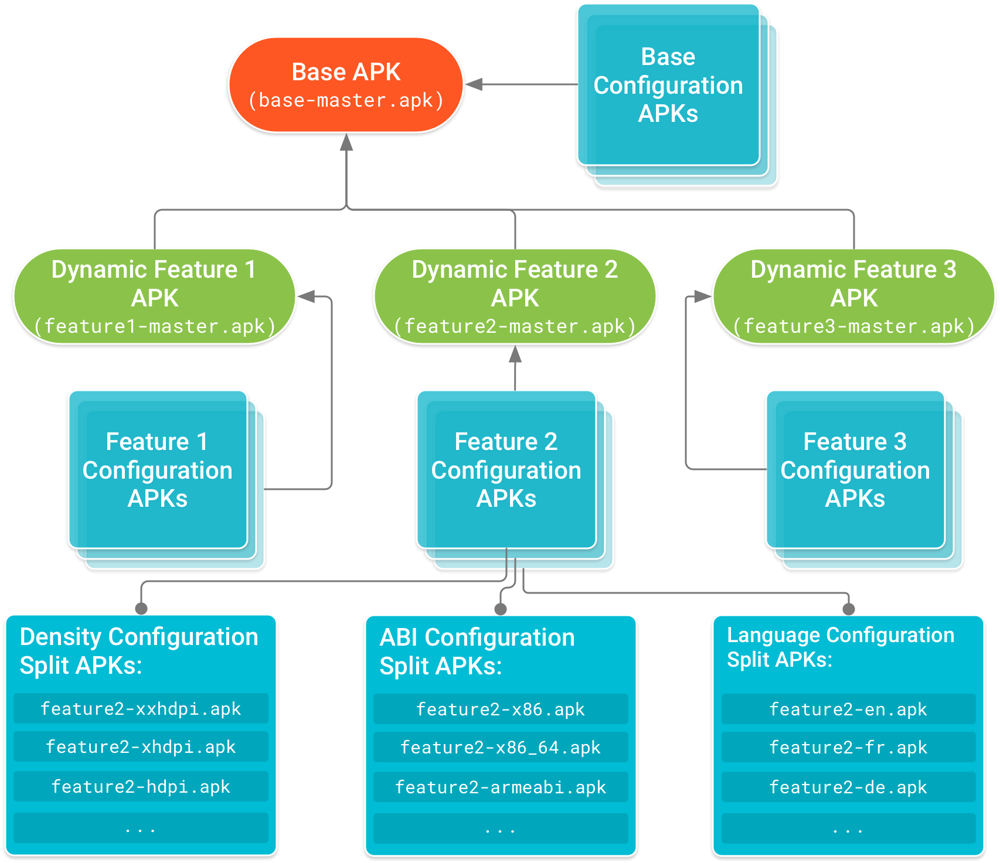 Base APK
(base-master.apk)
Base
Configuration
APKs
Dynamic Feature 1
APK
(feature1-master.apk)
Dynamic Feature 2
APK
(feature2-master.apk)
Dynamic Feature 3
APK
(feature3-master.apk)
Feature 1
Configuration
APKs
Feature 2
Configuration
APKs
Feature 3
Configuration
APKs
Density Configuration
Split APKs:
feature2-xxhdpi.apk
feature2-xhdpi.apk
feature2-hdpi.apk
...
ABI Configuration
Split APKs:
feature2-x86.apk
feature2-x86_64.apk
feature2-armeabi.apk
...
Language Configuration
Split APKs:
feature2-en.apk
feature2-fr.apk
feature2-de.apk
...